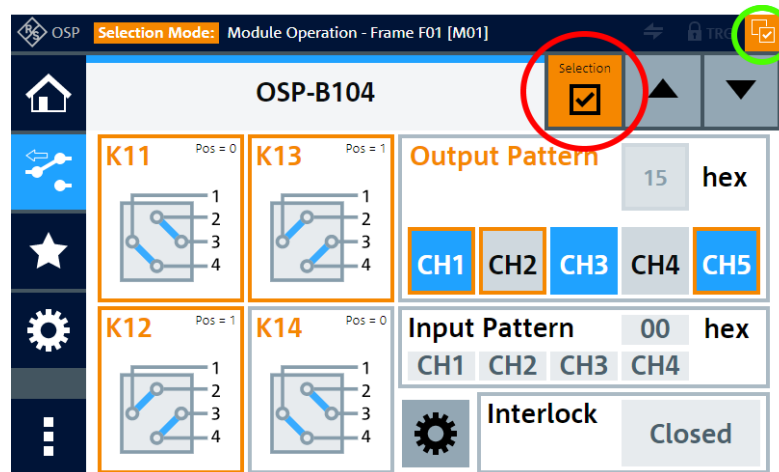 R&S OSP Selection Mode: Module Operation - Frame F01 [M01] TRG
OSP-B104
Selection
K11 Pos = 0
1
2
3
4
K13 Pos = 1
1
2
3
4
Output Pattern 15 hex
CH1 CH2 CH3 CH4 CH5
K12 Pos = 1
1
2
3
4
K14 Pos = 0
1
2
3
4
Input Pattern 00 hex
CH1 CH2 CH3 CH4
Interlock Closed